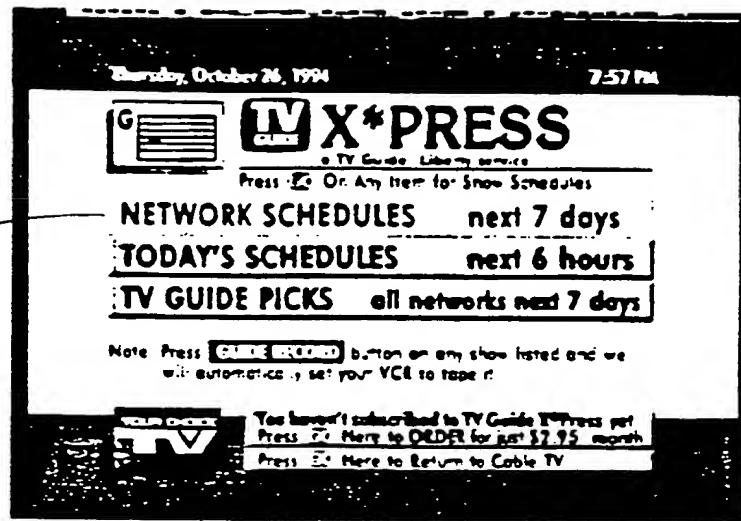 Thursday, October 26, 1994 7:57 PM
G TV GUIDE X*PRESS
a TV Guide Liberty service
Press On Any Item for Show Schedules
NETWORK SCHEDULES next 7 days
TODAY'S SCHEDULES next 6 hours
TV GUIDE PICKS all networks next 7 days
Note Press GUIDE RECORD button on any show listed and we
will automatically set your VCR to tape it
YOUR CHOICE TV
You haven't subscribed to TV Guide X*Press yet
Press Here to ORDER for just $2.95 month
Press Here to Return to Cable TV